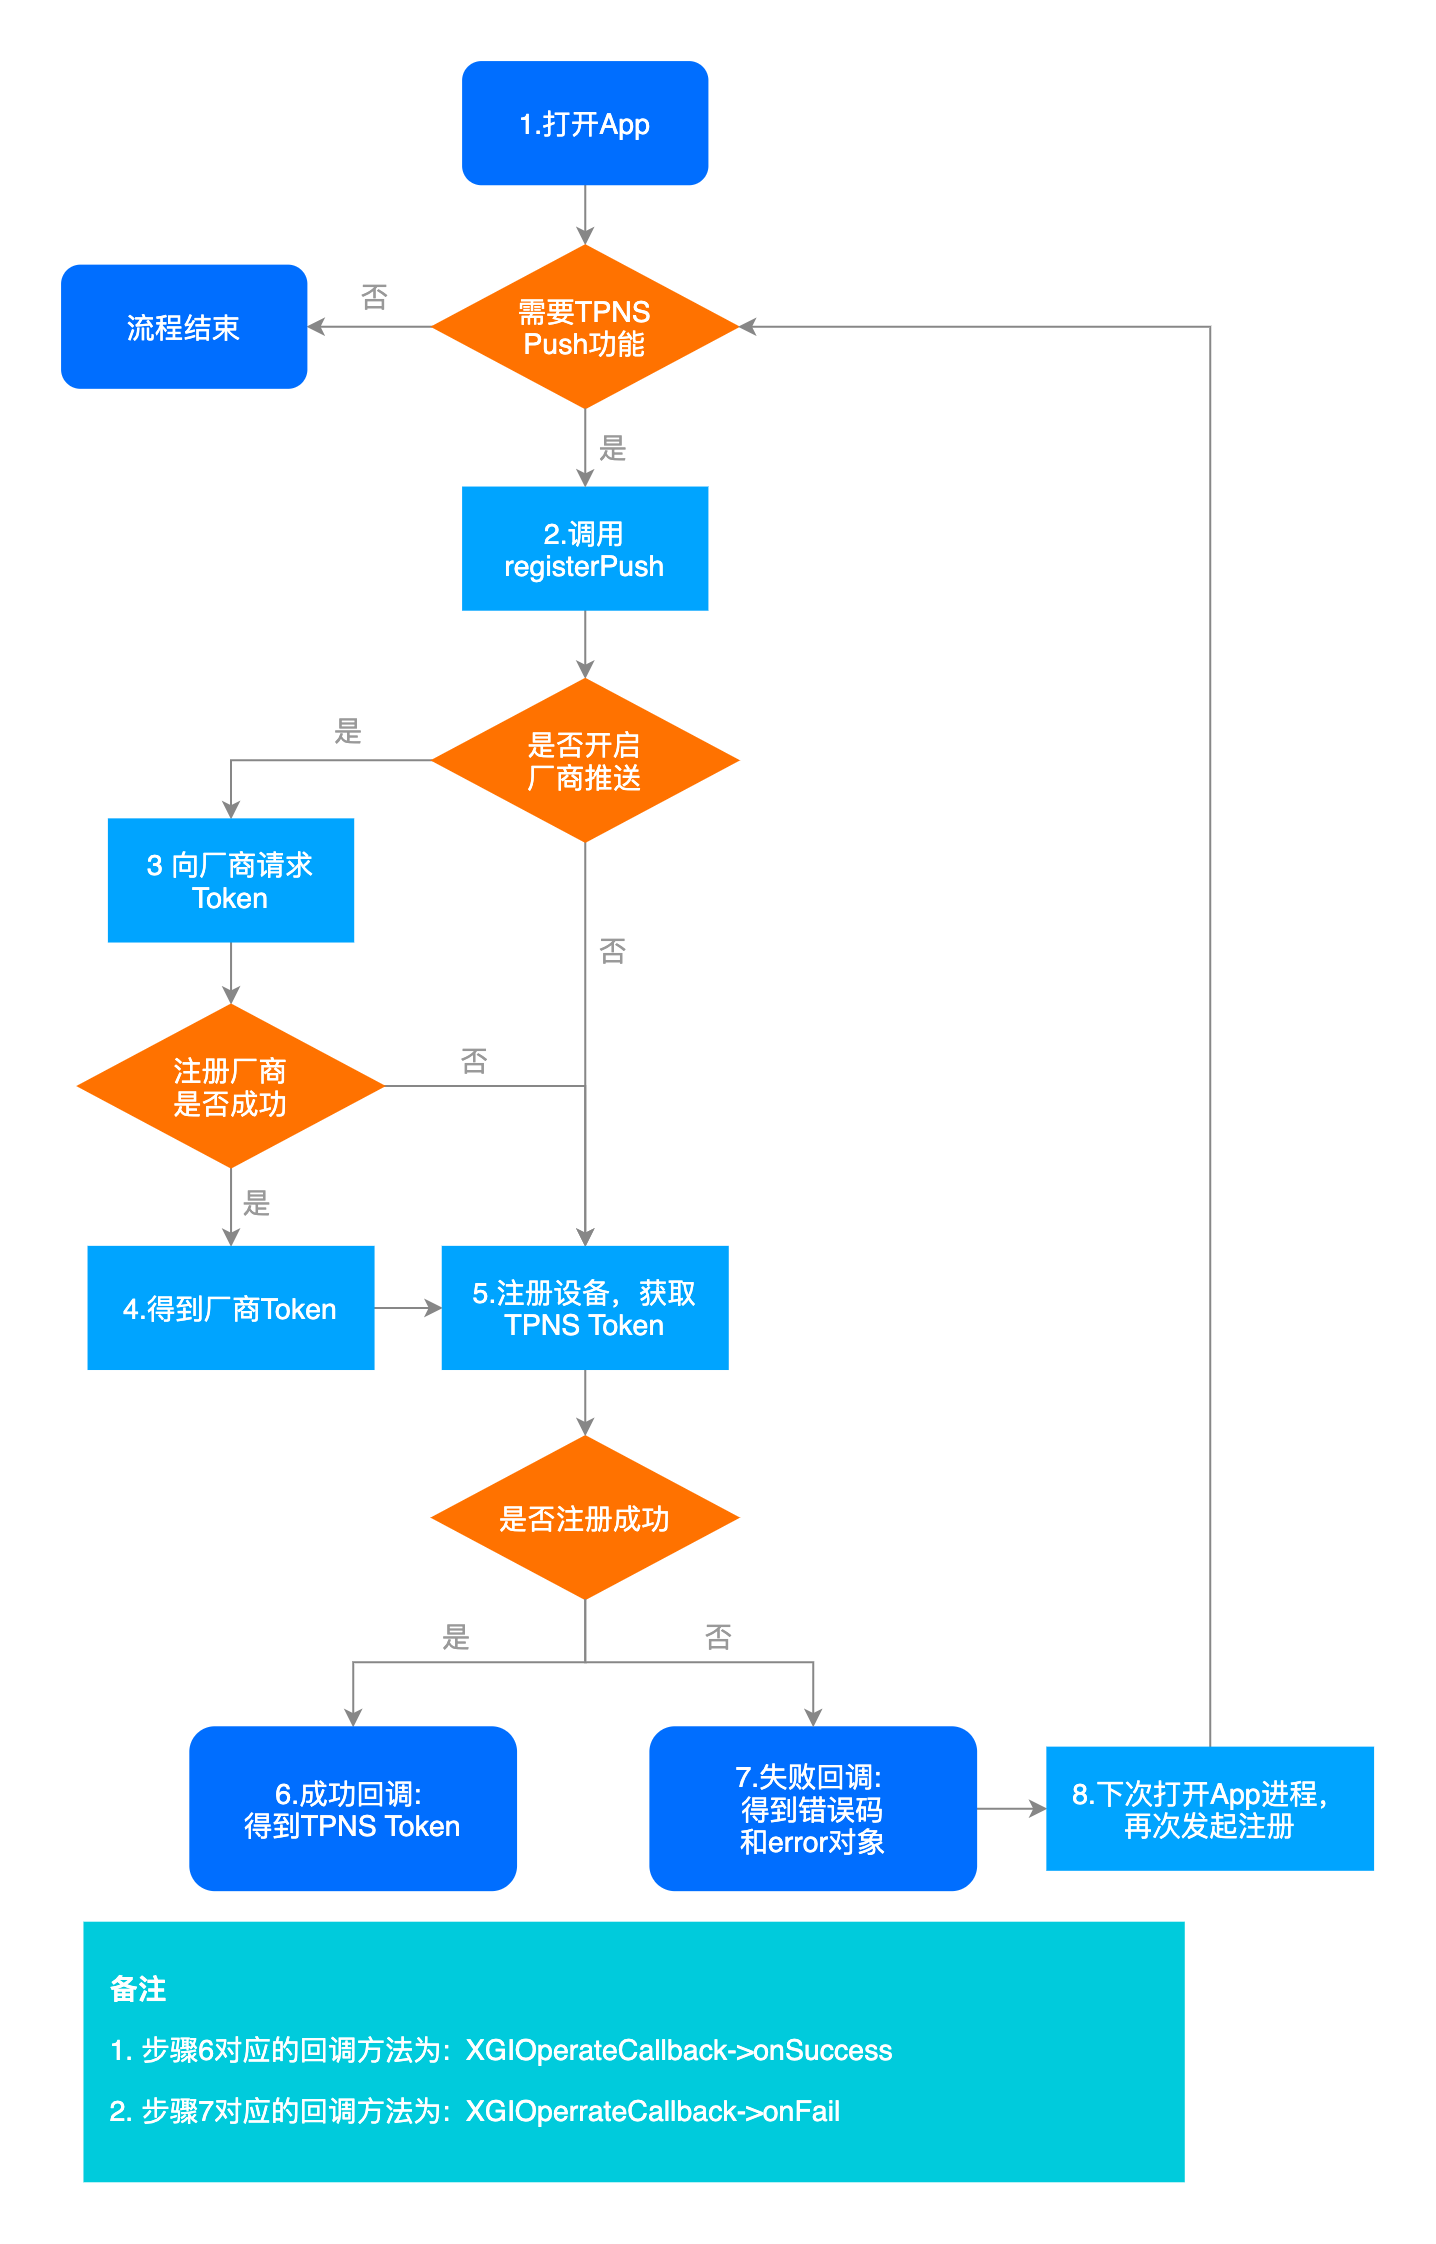 1.打开App
需要TPNS
Push功能
否
流程结束
是
2.调用
registerPush
是否开启
厂商推送
是
3 向厂商请求
Token
否
注册厂商
是否成功
否
是
4.得到厂商Token
5.注册设备，获取
TPNS Token
是否注册成功
是
否
6.成功回调:
得到TPNS Token
7.失败回调:
得到错误码
和error对象
8.下次打开App进程，
再次发起注册
备注
1. 步骤6对应的回调方法为：XGIOperateCallback->onSuccess
2. 步骤7对应的回调方法为：XGIOperrateCallback->onFail